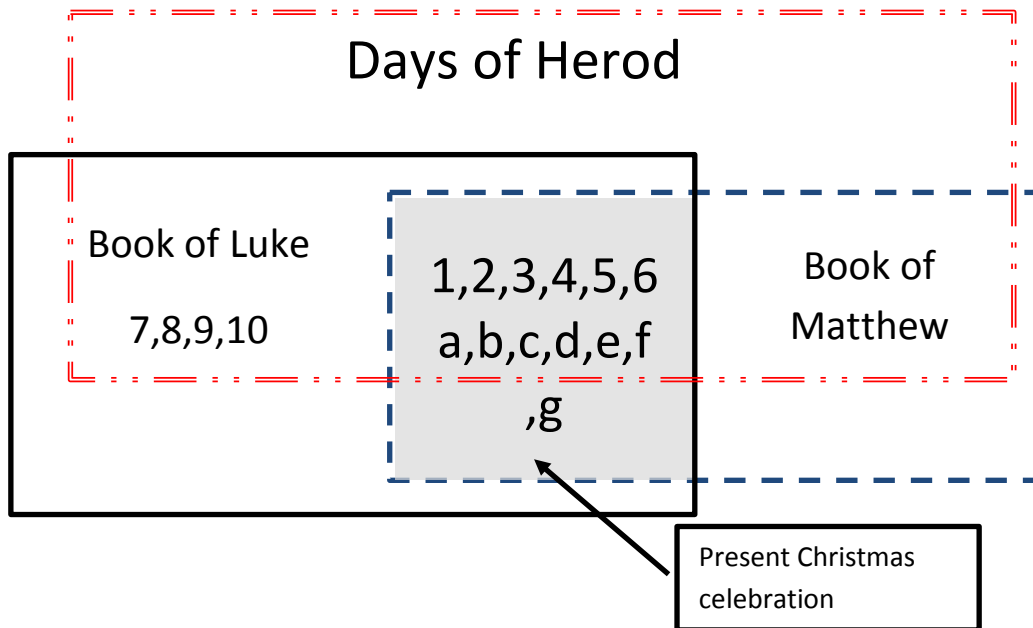 Days of Herod
Book of Luke
7,8,9,10
1,2,3,4,5,6
a,b,c,d,e,f
,g
Book of
Matthew
Present Christmas
celebration